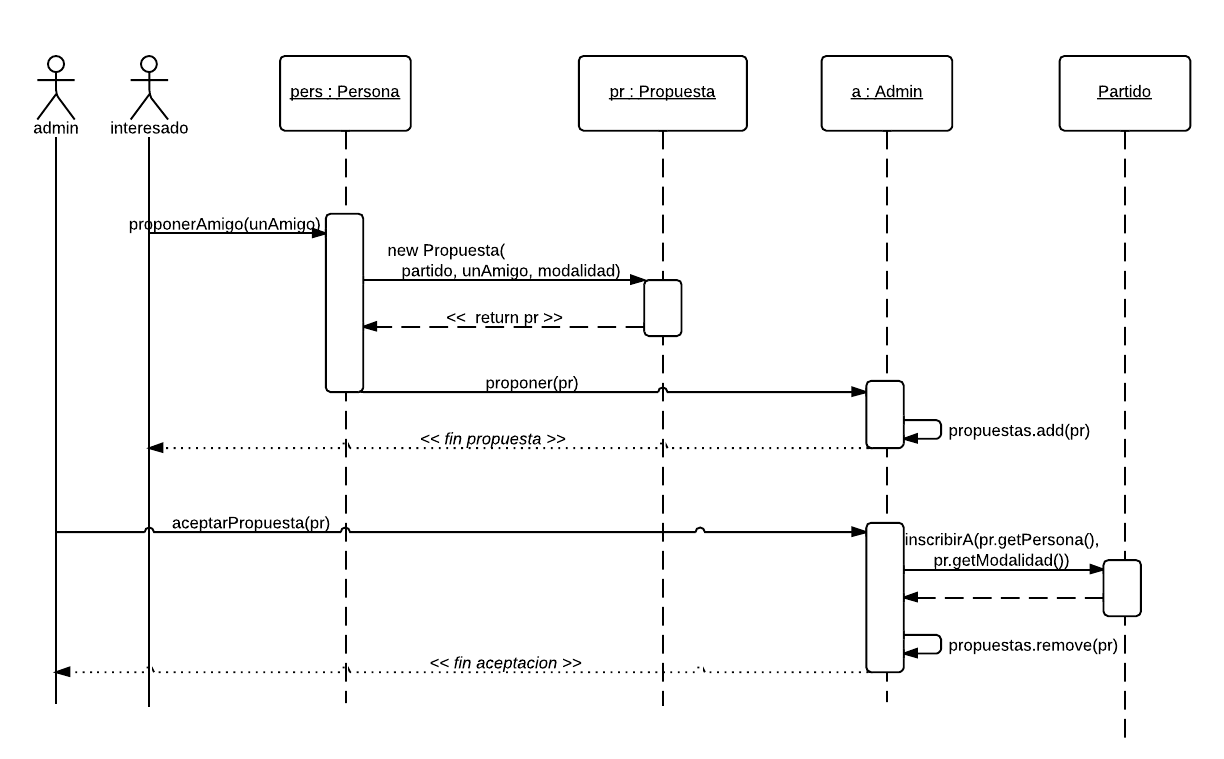 admin
interesado
pers : Persona
pr : Propuesta
a : Admin
Partido
proponerAmigo(unAmigo)
new Propuesta(
partido, unAmigo, modalidad)
<< return pr >>
proponer(pr)
propuestas.add(pr)
<< fin propuesta >>
aceptarPropuesta(pr)
inscribirA(pr.getPersona(),
pr.getModalidad())
propuestas.remove(pr)
<< fin aceptacion >>